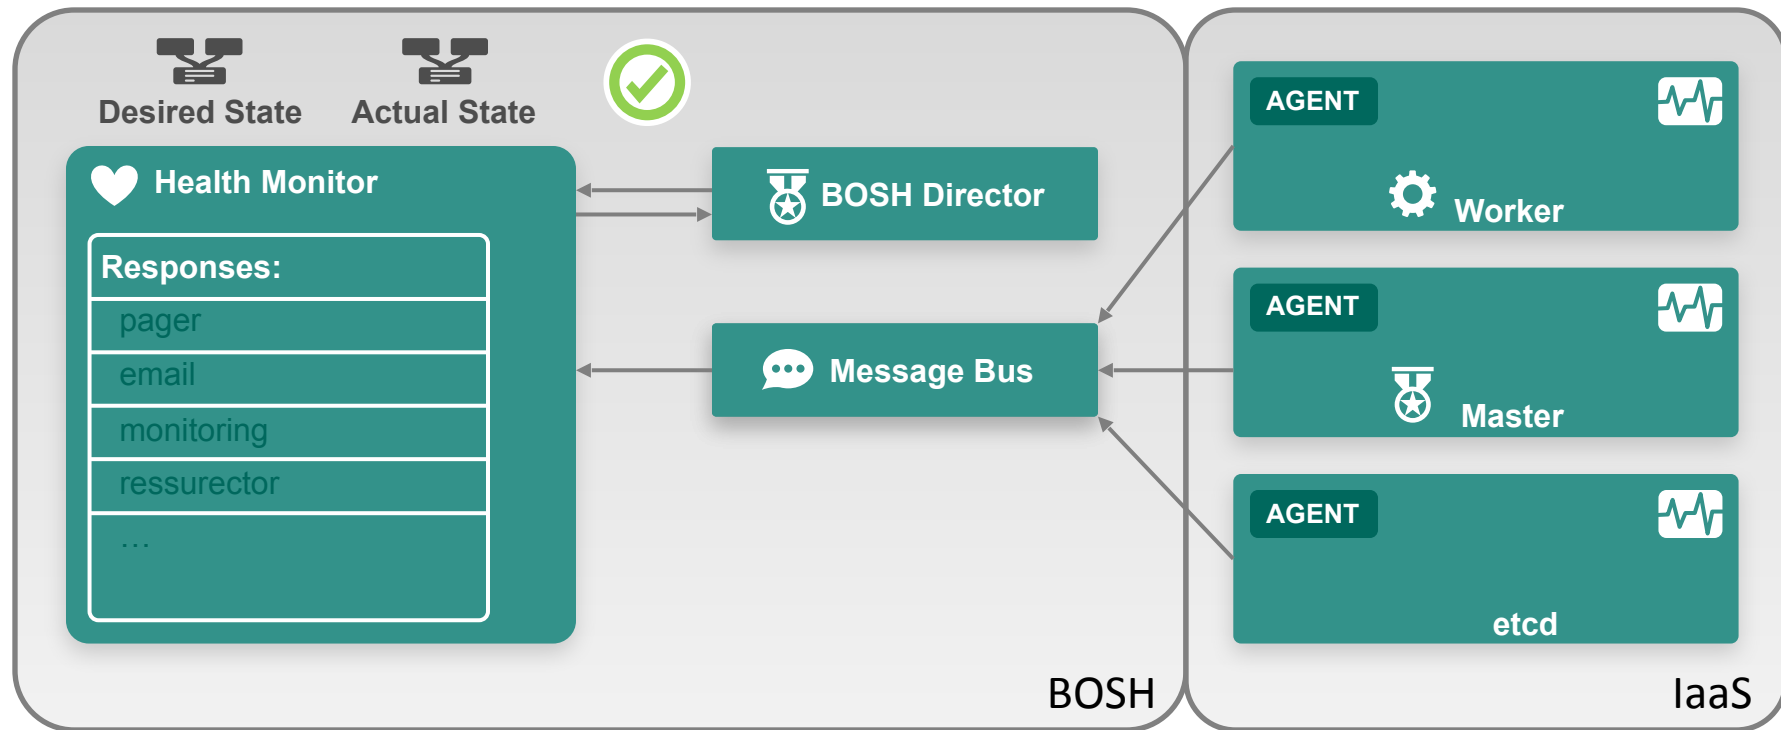 Desired State
Actual State
Health Monitor
Responses:
pager
email
monitoring
ressurector
...
BOSH Director
Message Bus
BOSH
AGENT
Worker
AGENT
Master
AGENT
etcd
IaaS